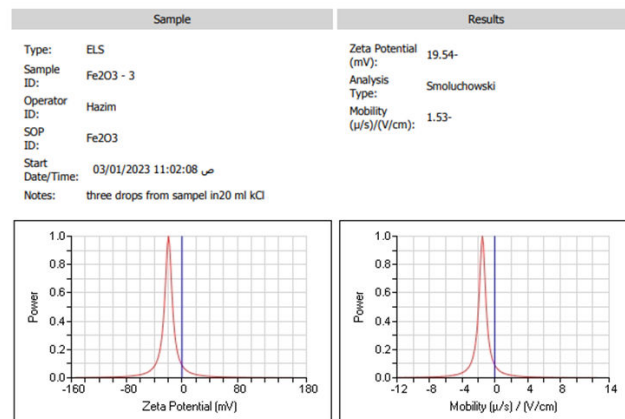 Sample
Results
Type: ELS
Sample ID: Fe2O3 - 3
Operator ID: Hazim
SOP ID: Fe2O3
Start Date/Time: 03/01/2023 11:02:08 ص
Notes: three drops from sampel in20 ml kCl
Zeta Potential (mV): 19.54-
Analysis Type: Smoluchowski
Mobility (μ/s)/(V/cm): 1.53-
1.0
0.8
0.6
0.4
0.2
0.0
Power
-160 -80 0 80 180
Zeta Potential (mV)
1.0
0.8
0.6
0.4
0.2
0.0
Power
-12 -8 -4 0 4 8 14
Mobility (μ/s) / (V/cm)